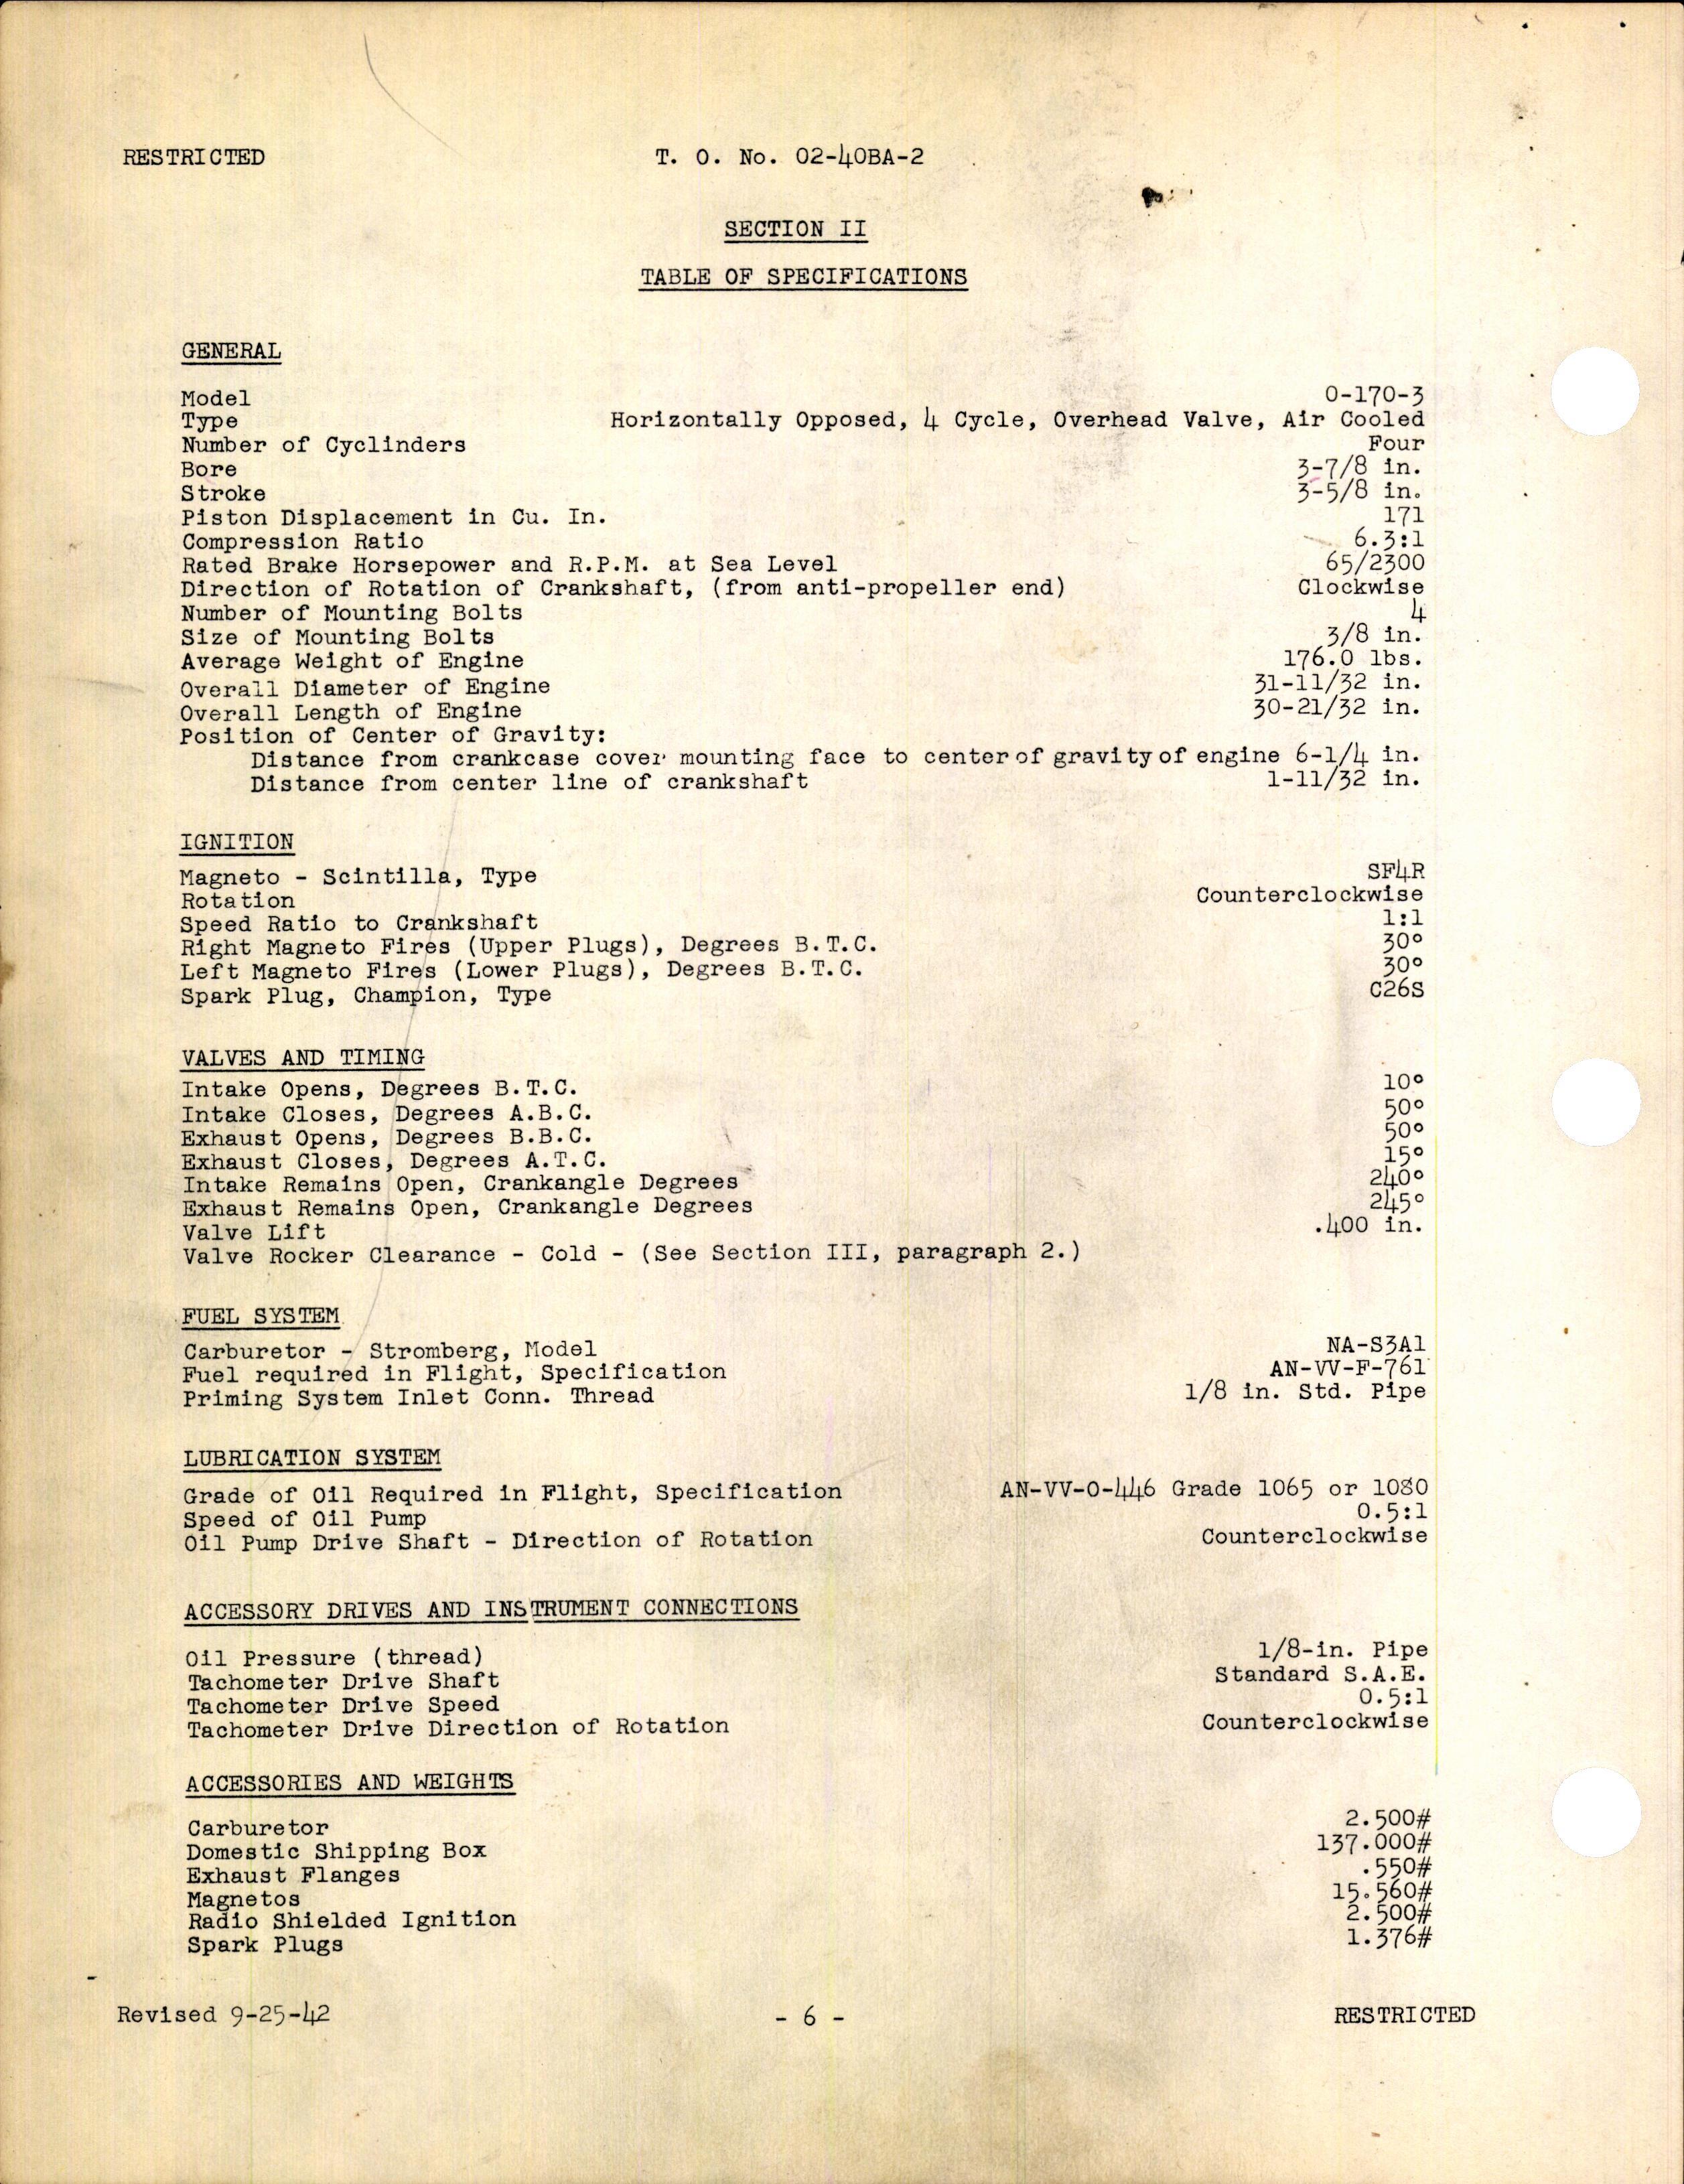 RESTRICTED T. O. No. 02-40BA-2
SECTION II
TABLE OF SPECIFICATIONS
GENERAL
Model 0-170-3
Type Horizontally Opposed, 4 Cycle, Overhead Valve, Air Cooled
Number of Cyclinders Four
Bore 3-7/8 in.
Stroke 3-5/8 in.
Piston Displacement in Cu. In. 171
Compression Ratio 6.3:1
Rated Brake Horsepower and R.P.M. at Sea Level 65/2300
Direction of Rotation of Crankshaft, (from anti-propeller end) Clockwise
Number of Mounting Bolts 4
Size of Mounting Bolts 3/8 in.
Average Weight of Engine 176.0 lbs.
Overall Diameter of Engine 31-11/32 in.
Overall Length of Engine 30-21/32 in.
Position of Center of Gravity:
Distance from crankcase cover mounting face to center of gravity of engine 6-1/4 in.
Distance from center line of crankshaft 1-11/32 in.
IGNITION
Magneto - Scintilla, Type SF4R
Rotation Counterclockwise
Speed Ratio to Crankshaft 1:1
Right Magneto Fires (Upper Plugs), Degrees B.T.C. 30°
Left Magneto Fires (Lower Plugs), Degrees B.T.C. 30°
Spark Plug, Champion, Type C26S
VALVES AND TIMING
Intake Opens, Degrees B.T.C. 10°
Intake Closes, Degrees A.B.C. 50°
Exhaust Opens, Degrees B.B.C. 50°
Exhaust Closes, Degrees A.T.C. 15°
Intake Remains Open, Crankangle Degrees 240°
Exhaust Remains Open, Crankangle Degrees 245°
Valve Lift .400 in.
Valve Rocker Clearance - Cold - (See Section III, paragraph 2.)
FUEL SYSTEM
Carburetor - Stromberg, Model NA-S3A1
Fuel required in Flight, Specification AN-VV-F-761
Priming System Inlet Conn. Thread 1/8 in. Std. Pipe
LUBRICATION SYSTEM
Grade of Oil Required in Flight, Specification AN-VV-O-446 Grade 1065 or 1080
Speed of Oil Pump 0.5:1
Oil Pump Drive Shaft - Direction of Rotation Counterclockwise
ACCESSORY DRIVES AND INSTRUMENT CONNECTIONS
Oil Pressure (thread) 1/8-in. Pipe
Tachometer Drive Shaft Standard S.A.E.
Tachometer Drive Speed 0.5:1
Tachometer Drive Direction of Rotation Counterclockwise
ACCESSORIES AND WEIGHTS
Carburetor 2.500#
Domestic Shipping Box 137.000#
Exhaust Flanges .550#
Magnetos 15.560#
Radio Shielded Ignition 2.500#
Spark Plugs 1.376#
Revised 9-25-42 - 6 - RESTRICTED